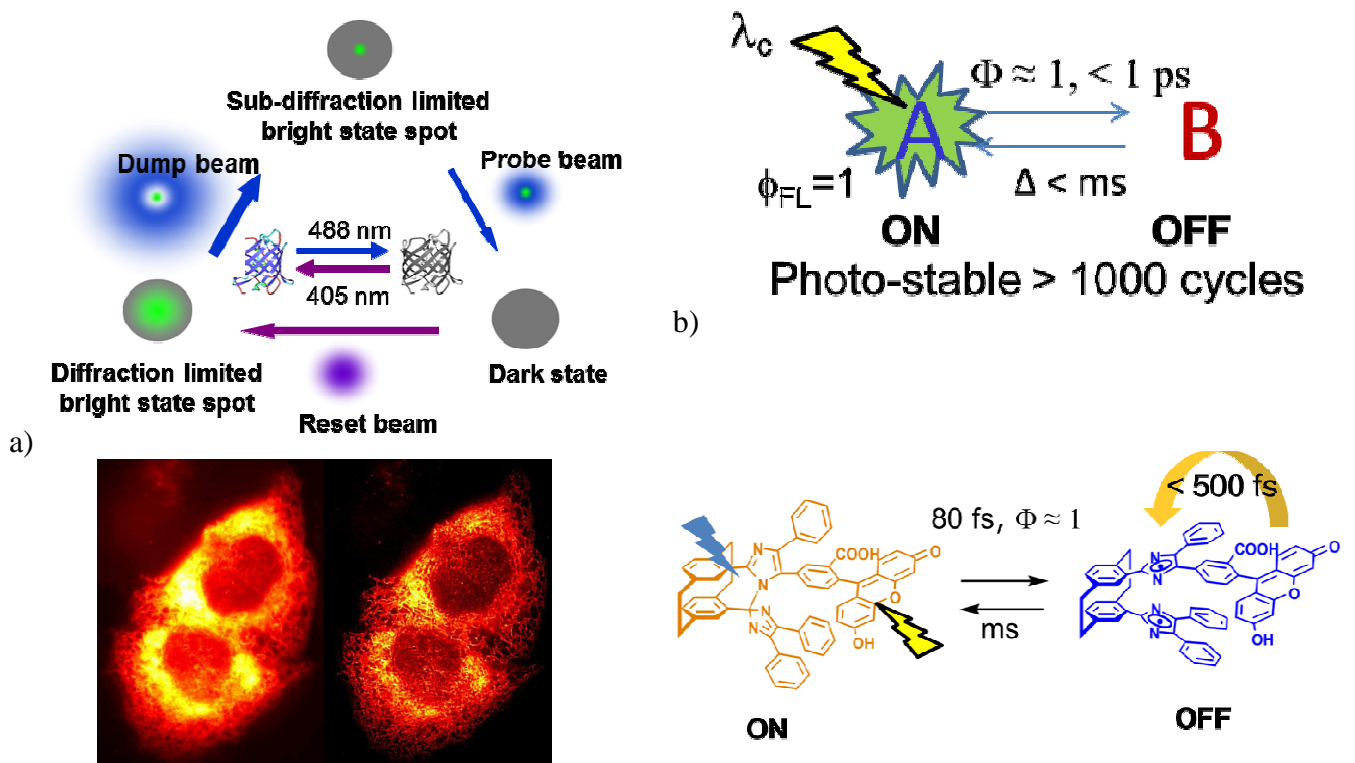 Sub-diffraction limited
bright state spot
Dump beam
Probe beam
488 nm
405 nm
Diffraction limited
bright state spot
Dark state
Reset beam
a)
λc
Φ ≈ 1, < 1 ps
A
B
ϕFL=1
Δ < ms
ON
OFF
Photo-stable > 1000 cycles
b)
< 500 fs
80 fs, Φ ≈ 1
ms
N
COOH
O
N
O
N
N
OH
ON
COOH
O
N
N
O
N
N
OH
OFF